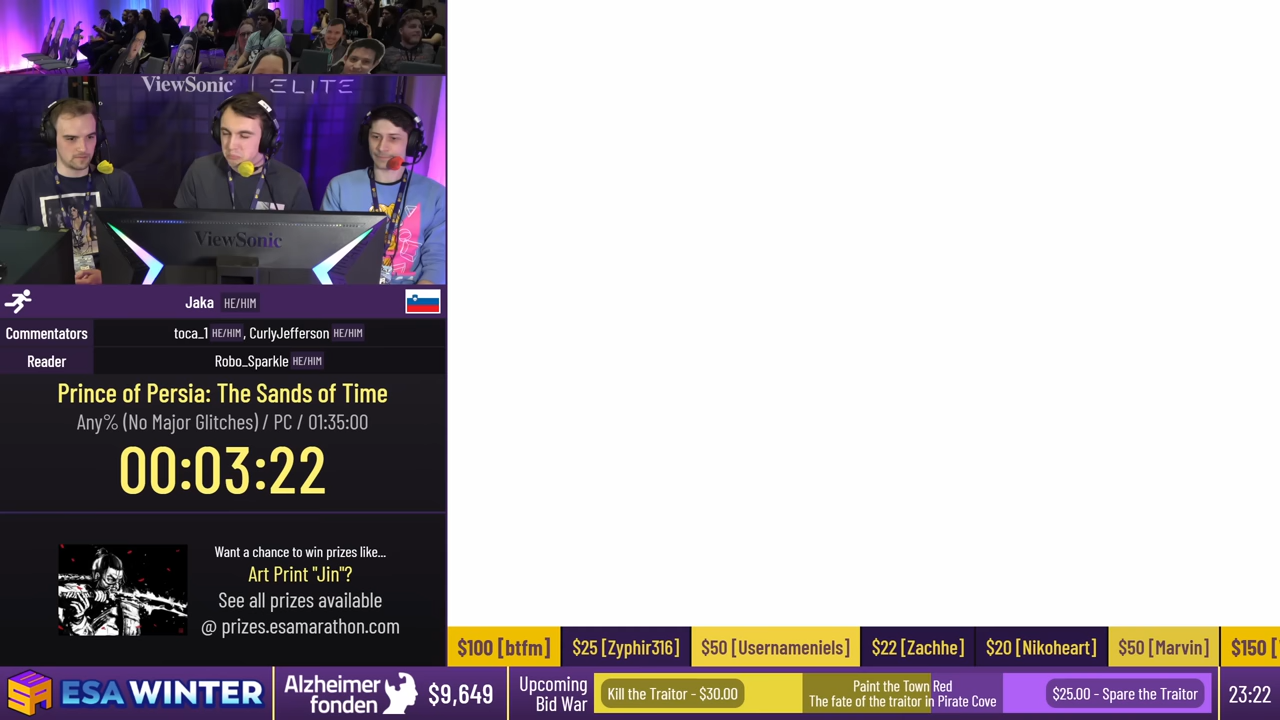 ViewSonic | ELITE
ViewSonic
Jaka HE/HIM
Commentators toca_1 HE/HIM , CurlyJefferson HE/HIM
Reader Robo_Sparkle HE/HIM
Prince of Persia: The Sands of Time
Any% (No Major Glitches) / PC / 01:35:00
00:03:22
Want a chance to win prizes like...
Art Print "Jin"?
See all prizes available
@ prizes.esamarathon.com
$100 [btfm] $25 [Zyphir316] $50 [Usernameniels] $22 [Zachhe] $20 [Nikoheart] $50 [Marvin] $150 [
ESA WINTER
Alzheimer
fonden
$9,649
Upcoming
Bid War
Kill the Traitor - $30.00
Paint the Town Red
The fate of the traitor in Pirate Cove
$25.00 - Spare the Traitor
23:22